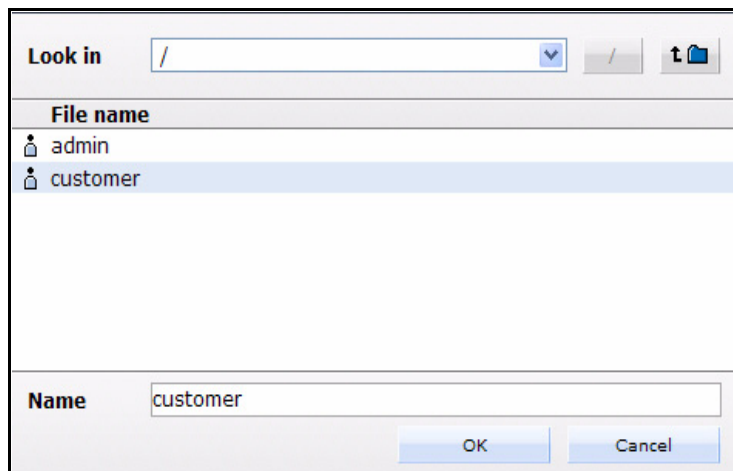 Look in / /
File name
admin
customer
Name customer
OK Cancel